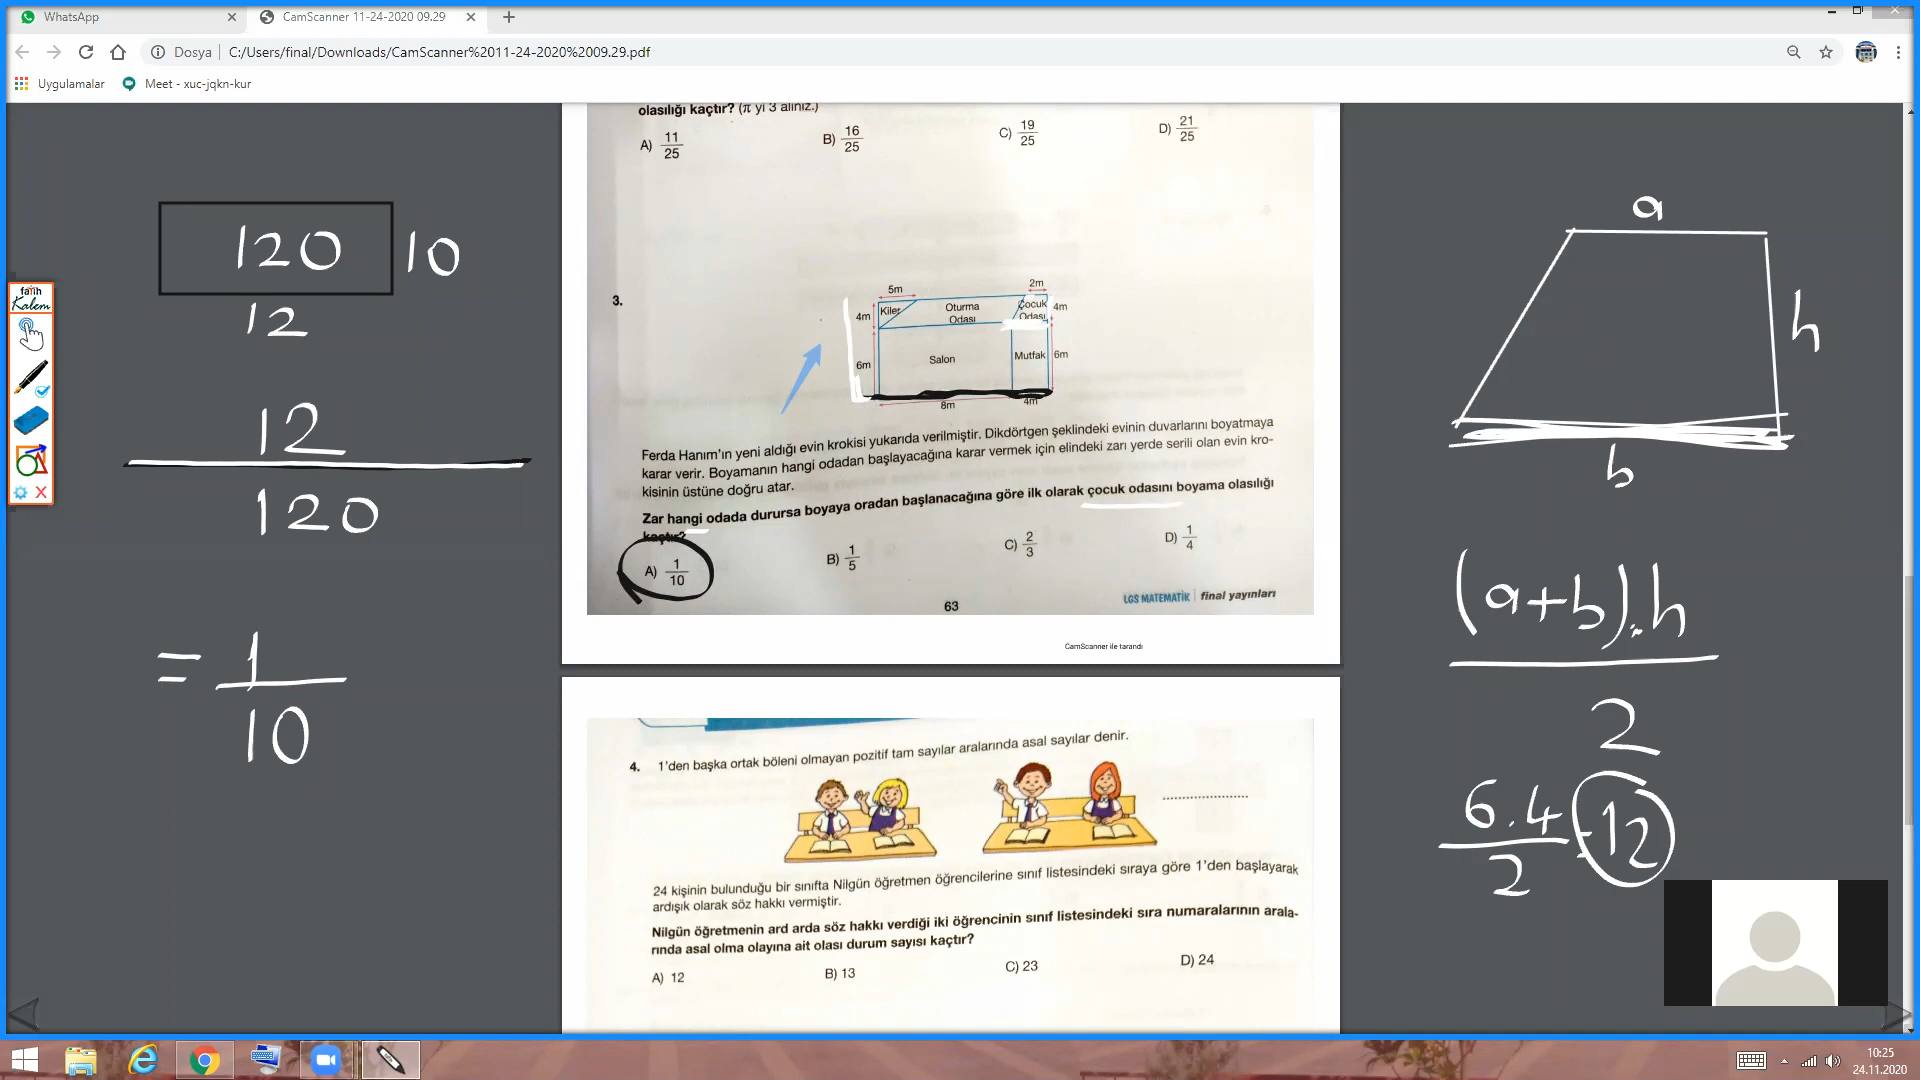 WhatsApp
CamScanner 11-24-2020 09.29
Dosya
C:/Users/final/Downloads/CamScanner%2011-24-2020%2009.29.pdf
Uygulamalar
Meet - xuc-jqkn-kur
olasılığı kaçtır? (π yi 3 alınız.)
A) 11/25
B) 16/25
C) 19/25
D) 21/25
120
10
12
12
120
= 1
10
fatih
Kalem
3.
5m
2m
4m
Kiler
Oturma
Odası
Çocuk
Odası
4m
6m
Salon
Mutfak
6m
8m
4m
Ferda Hanım'ın yeni aldığı evin krokisi yukarıda verilmiştir. Dikdörtgen şeklindeki evinin duvarlarını boyatmaya
karar verir. Boyamanın hangi odadan başlayacağına karar vermek için elindeki zarı yerde serili olan evin kro-
kisinin üstüne doğru atar.
Zar hangi odada durursa boyaya oradan başlanacağına göre ilk olarak çocuk odasını boyama olasılığı
kaçtır?
A) 1/10
B) 1/5
C) 2/3
D) 1/4
63
LGS MATEMATİK | final yayınları
CamScanner ile tarandı
4. 1'den başka ortak böleni olmayan pozitif tam sayılar aralarında asal sayılar denir.
....................
24 kişinin bulunduğu bir sınıfta Nilgün öğretmen öğrencilerine sınıf listesindeki sıraya göre 1'den başlayarak
ardışık olarak söz hakkı vermiştir.
Nilgün öğretmenin ard arda söz hakkı verdiği iki öğrencinin sınıf listesindeki sıra numaralarının arala-
rında asal olma olayına ait olası durum sayısı kaçtır?
A) 12
B) 13
C) 23
D) 24
a
h
b
(a+b).h
2
6.4
2
=12
10:25
24.11.2020